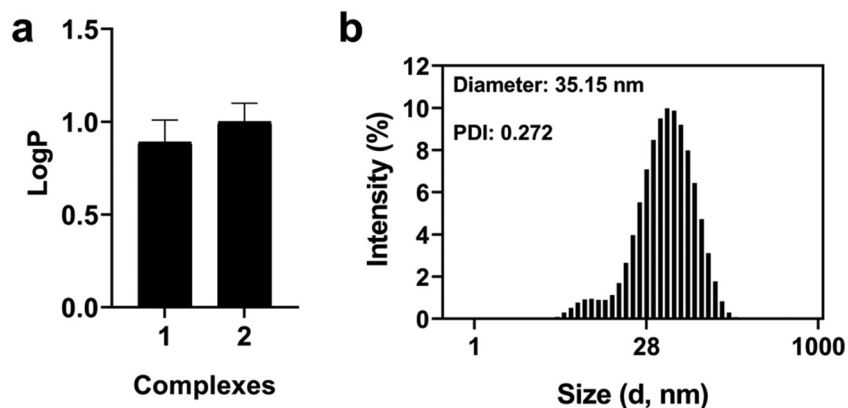 a
1.5
1.0
0.5
0.0
LogP
1 2
Complexes
b
12
10
8
6
4
2
0
Intensity (%)
Diameter: 35.15 nm
PDI: 0.272
1 28 1000
Size (d, nm)